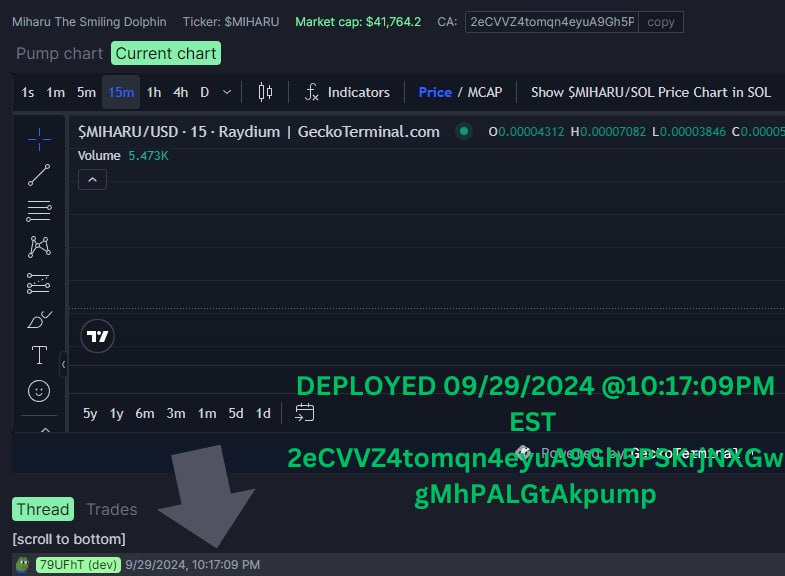 Miharu The Smiling Dolphin Ticker: $MIHARU Market cap: $41,764.2 CA: 2eCVVZ4tomqn4eyuA9Gh5P copy
Pump chart Current chart
1s 1m 5m 15m 1h 4h D Indicators Price / MCAP Show $MIHARU/SOL Price Chart in SOL
$MIHARU/USD · 15 · Raydium | GeckoTerminal.com O0.00004312 H0.00007082 L0.00003846 C0.00005
Volume 5.473K
T
5y 1y 6m 3m 1m 5d 1d
DEPLOYED 09/29/2024 @10:17:09PM
EST
Powered by GeckoTerminal
2eCVVZ4tomqn4eyuA9Gh5PSKrjNXGw
gMhPALGtAkpump
Thread Trades
[scroll to bottom]
79UFhT (dev) 9/29/2024, 10:17:09 PM